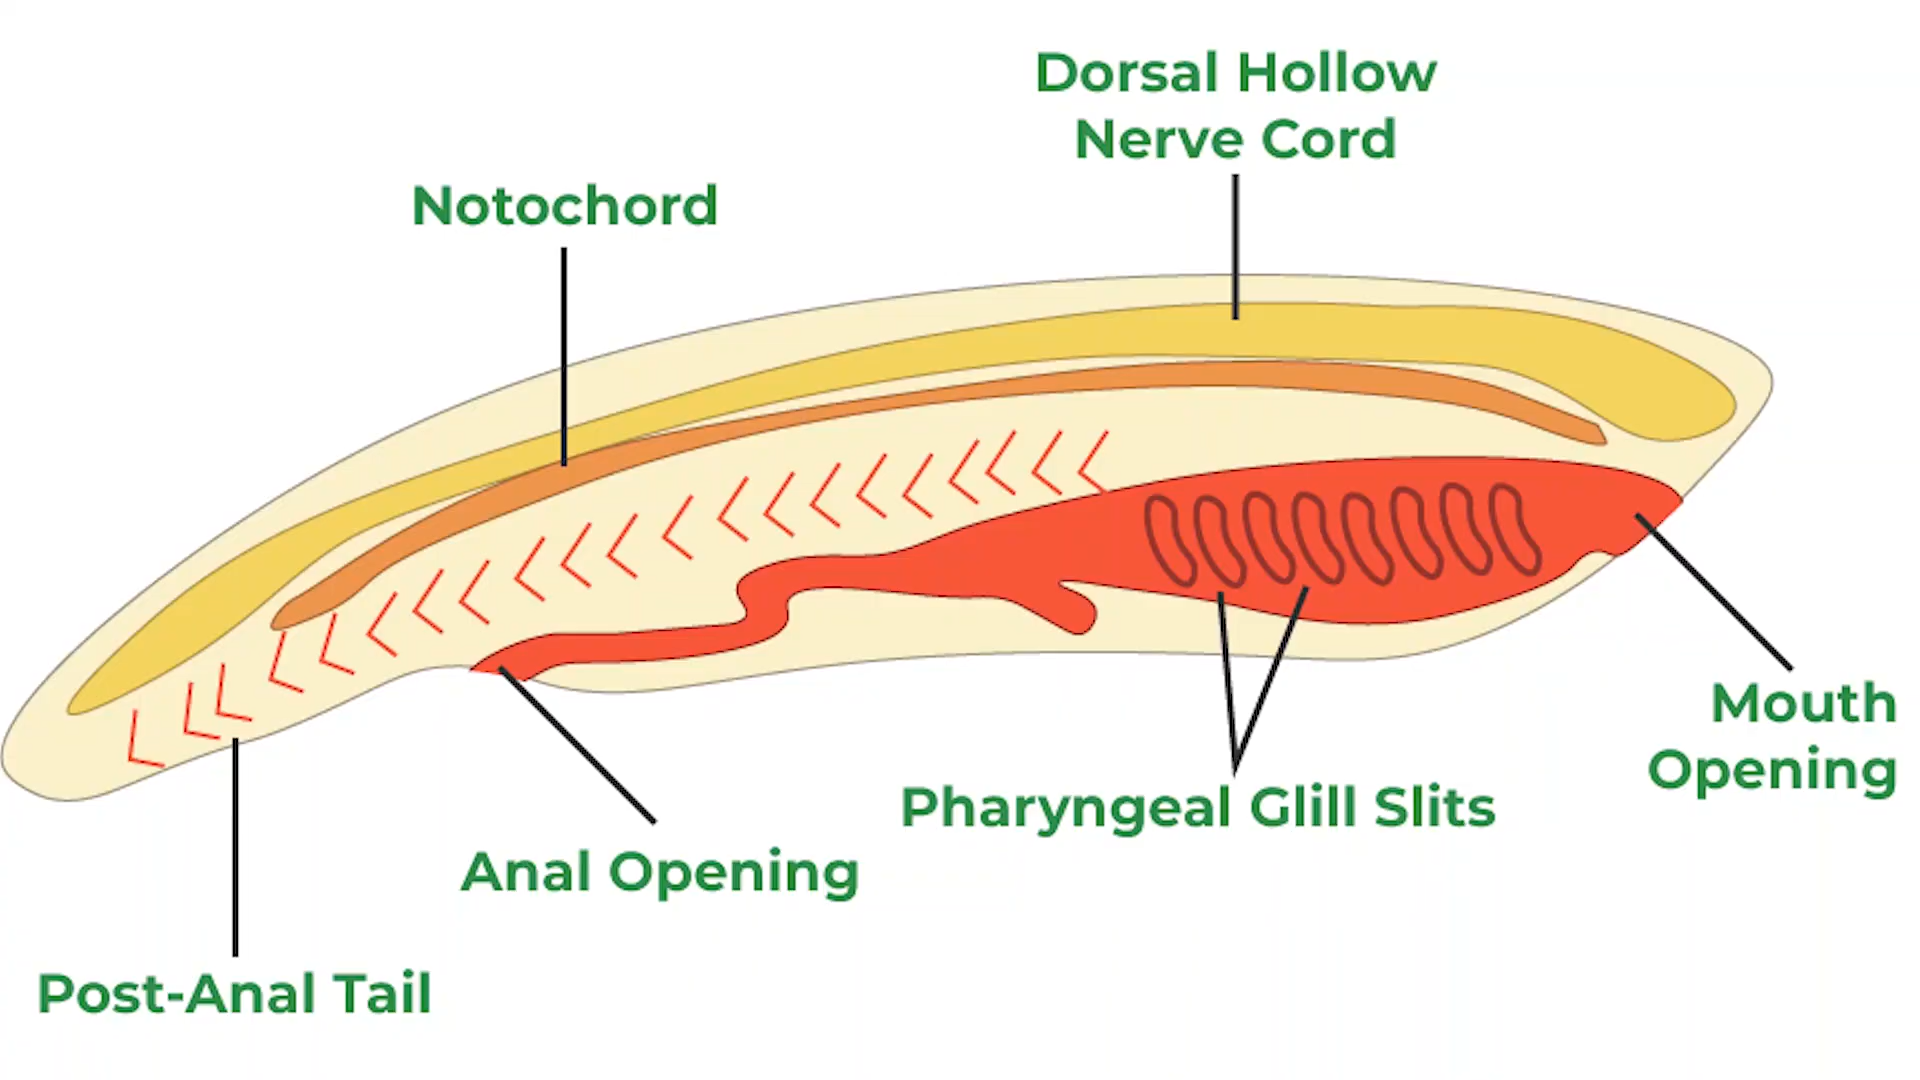 Dorsal Hollow
Nerve Cord
Notochord
Mouth
Opening
Pharyngeal Glill Slits
Anal Opening
Post-Anal Tail